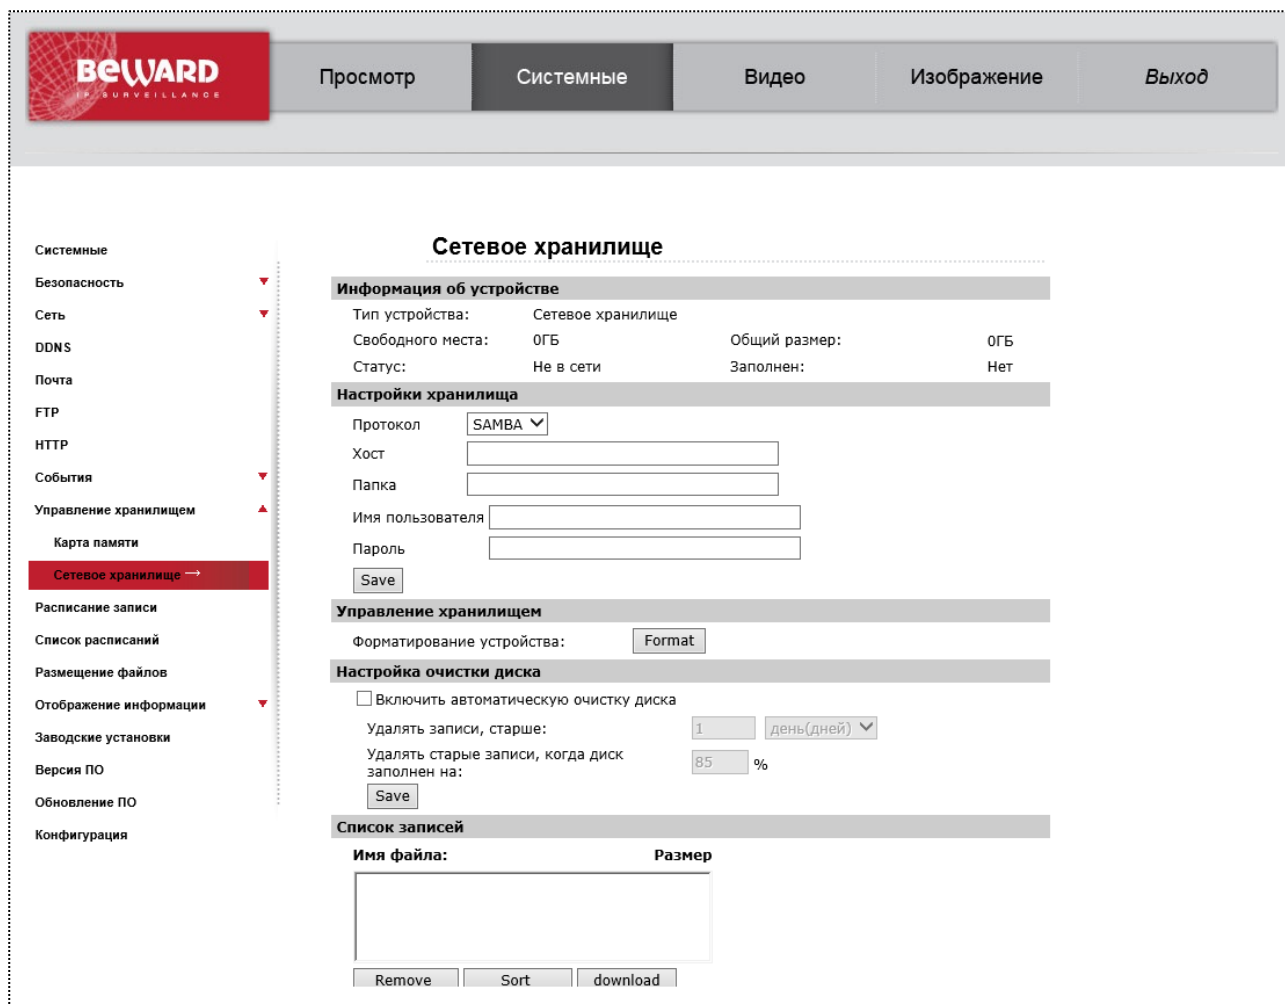 BEWARD
IP SURVEILLANCE
Просмотр Системные Видео Изображение Выход
Системные
Безопасность
Сеть
DDNS
Почта
FTP
HTTP
События
Управление хранилищем
Карта памяти
Сетевое хранилище →
Расписание записи
Список расписаний
Размещение файлов
Отображение информации
Заводские установки
Версия ПО
Обновление ПО
Конфигурация
Сетевое хранилище
Информация об устройстве
Тип устройства: Сетевое хранилище
Свободного места: 0ГБ Общий размер: 0ГБ
Статус: Не в сети Заполнен: Нет
Настройки хранилища
Протокол SAMBA
Хост
Папка
Имя пользователя
Пароль
Save
Управление хранилищем
Форматирование устройства: Format
Настройка очистки диска
Включить автоматическую очистку диска
Удалять записи, старше: 1 день(дней)
Удалять старые записи, когда диск
заполнен на: 85 %
Save
Список записей
Имя файла: Размер
Remove Sort download